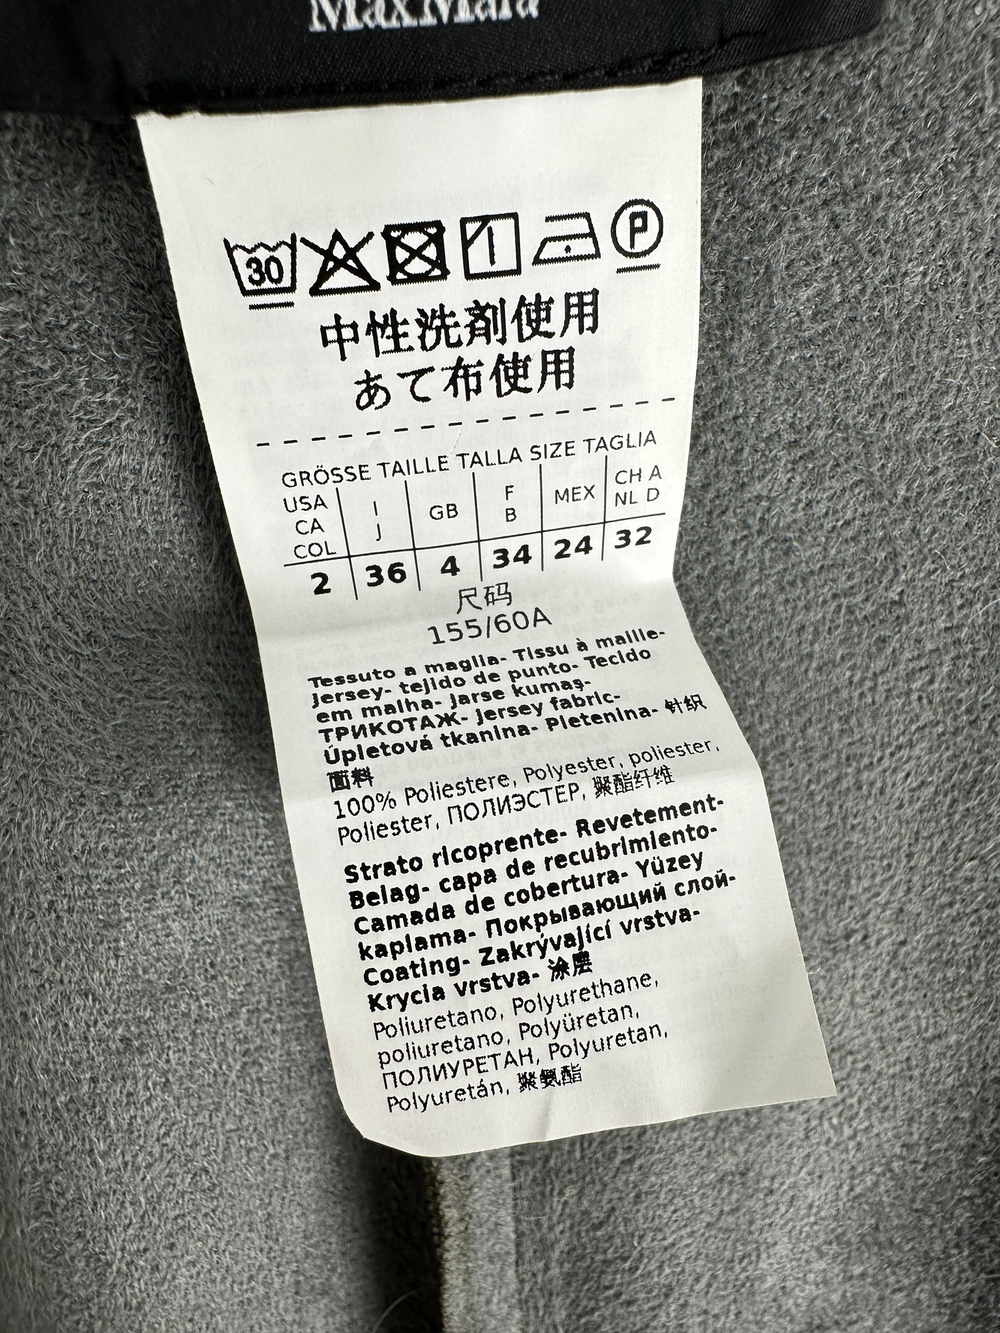 MaxMara
30 P
中性洗剤使用
あて布使用
GRÖSSE TAILLE TALLA SIZE TAGLIA
USA CA COL I J GB F B MEX CH A NL D
2 36 4 34 24 32
尺码
155/60A
Tessuto a maglia- Tissu à maille-
Jersey- tejido de punto- Tecido
em malha- Jarse kumaş-
ТРИКОТАЖ- Jersey fabric-
Úpletová tkanina- Pletenina- 针织
面料
100% Poliestere, Polyester, poliester,
Poliester, ПОЛИЭСТЕР, 聚酯纤维
Strato ricoprente- Revetement-
Belag- capa de recubrimiento-
Camada de cobertura- Yüzey
kaplama- Покрывающий слой-
Coating- Zakrývající vrstva-
Krycia vrstva- 涂层
Poliuretano, Polyurethane,
poliuretano, Polyüretan,
ПОЛИУРЕТАН, Polyuretan,
Polyuretán, 聚氨酯